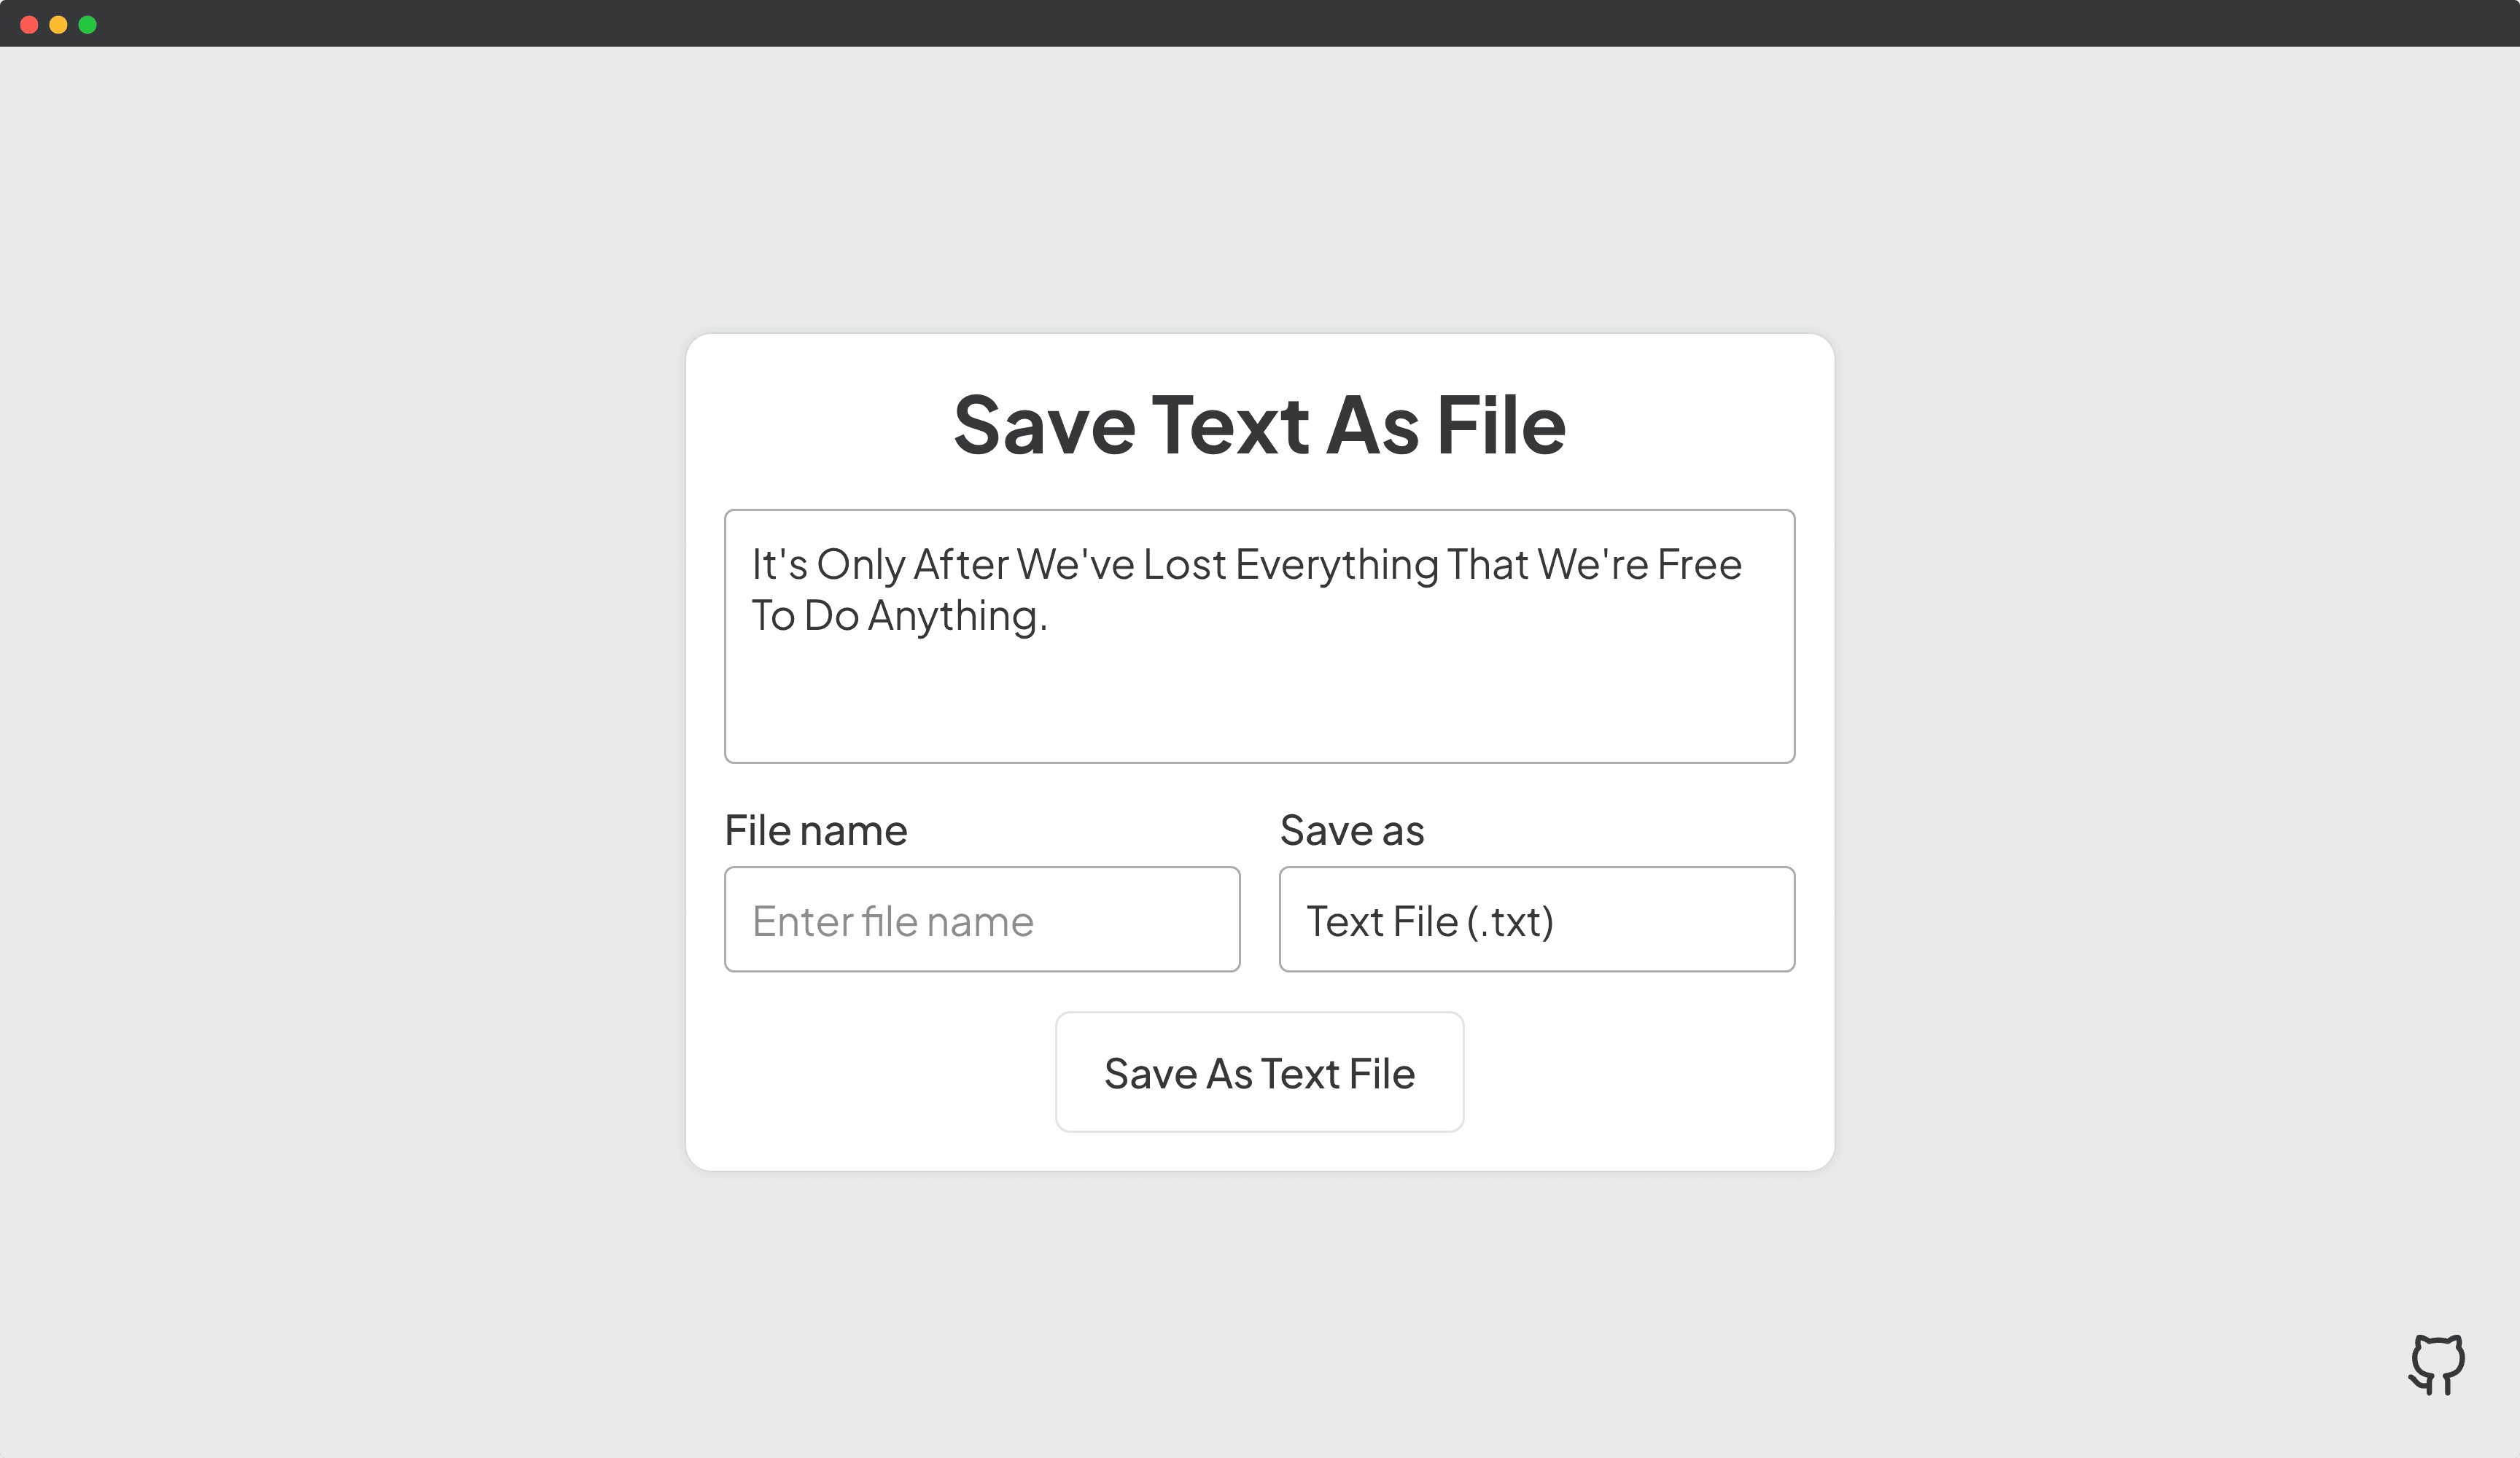 Save Text As File
It's Only After We've Lost Everything That We're Free
To Do Anything.
File name
Save as
Enter file name
Text File (.txt)
Save As Text File